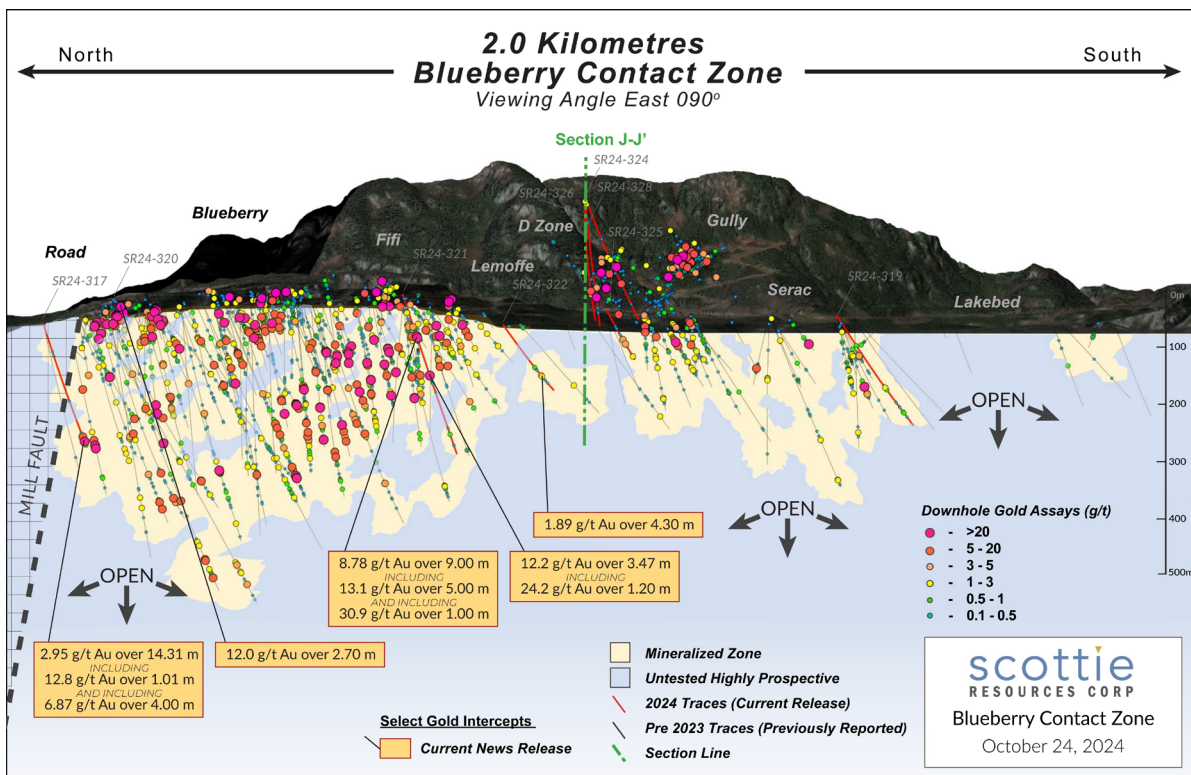 North
2.0 Kilometres
Blueberry Contact Zone
Viewing Angle East 090º
South
Section J-J'
SR24-324
SR24-326
SR24-328
Blueberry
D Zone
Gully
Road
Fifi
SR24-325
SR24-320
SR24-321
SR24-317
Lemoffe
SR24-322
SR24-319
Serac
Lakebed
0m
100
200
300
400
500m
MILL FAULT
OPEN
OPEN
OPEN
1.89 g/t Au over 4.30 m
8.78 g/t Au over 9.00 m
INCLUDING
13.1 g/t Au over 5.00 m
AND INCLUDING
30.9 g/t Au over 1.00 m
12.2 g/t Au over 3.47 m
INCLUDING
24.2 g/t Au over 1.20 m
2.95 g/t Au over 14.31 m
INCLUDING
12.8 g/t Au over 1.01 m
AND INCLUDING
6.87 g/t Au over 4.00 m
12.0 g/t Au over 2.70 m
Downhole Gold Assays (g/t)
- >20
- 5 - 20
- 3 - 5
- 1 - 3
- 0.5 - 1
- 0.1 - 0.5
Select Gold Intercepts
Current News Release
Mineralized Zone
Untested Highly Prospective
2024 Traces (Current Release)
Pre 2023 Traces (Previously Reported)
Section Line
scottie
RESOURCES CORP
Blueberry Contact Zone
October 24, 2024